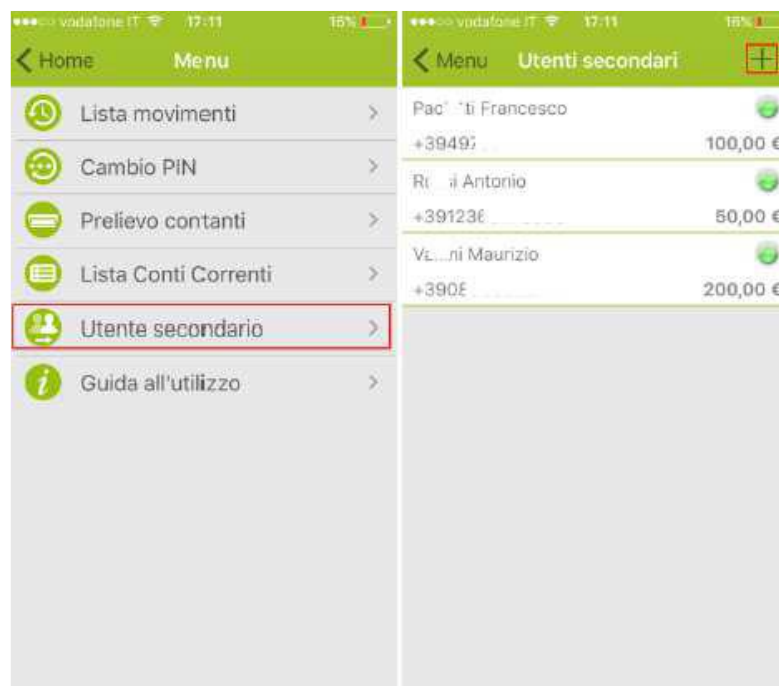 vodafone IT 17:11 16%
Home Menu
Lista movimenti
Cambio PIN
Prelievo contanti
Lista Conti Correnti
Utente secondario
Guida all'utilizzo
vodafone IT 17:11 16%
Menu Utenti secondari +
Francesco
+39497
100,00 €
Antonio
+391236
50,00 €
Maurizio
+3908
200,00 €